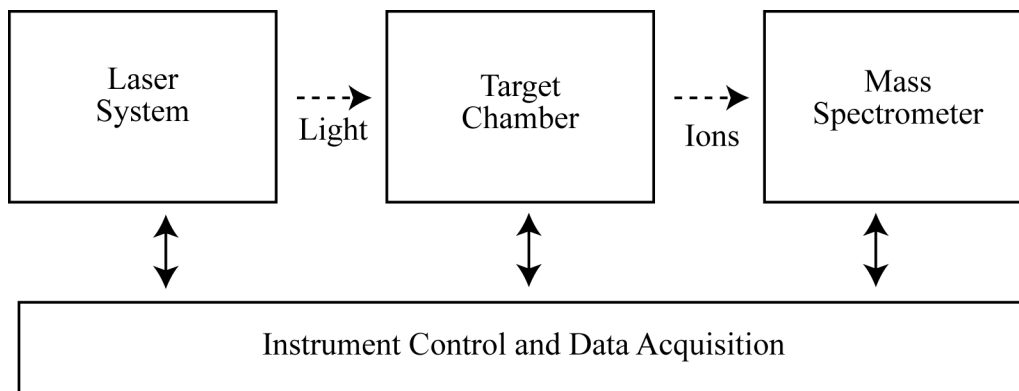 Laser
System
Light
Target
Chamber
Ions
Mass
Spectrometer
Instrument Control and Data Acquisition